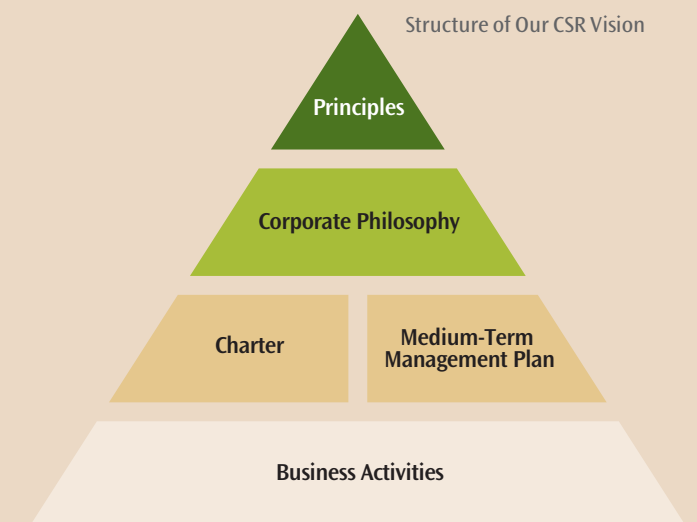 Structure of Our CSR Vision
Principles
Corporate Philosophy
Charter
Medium-Term
Management Plan
Business Activities